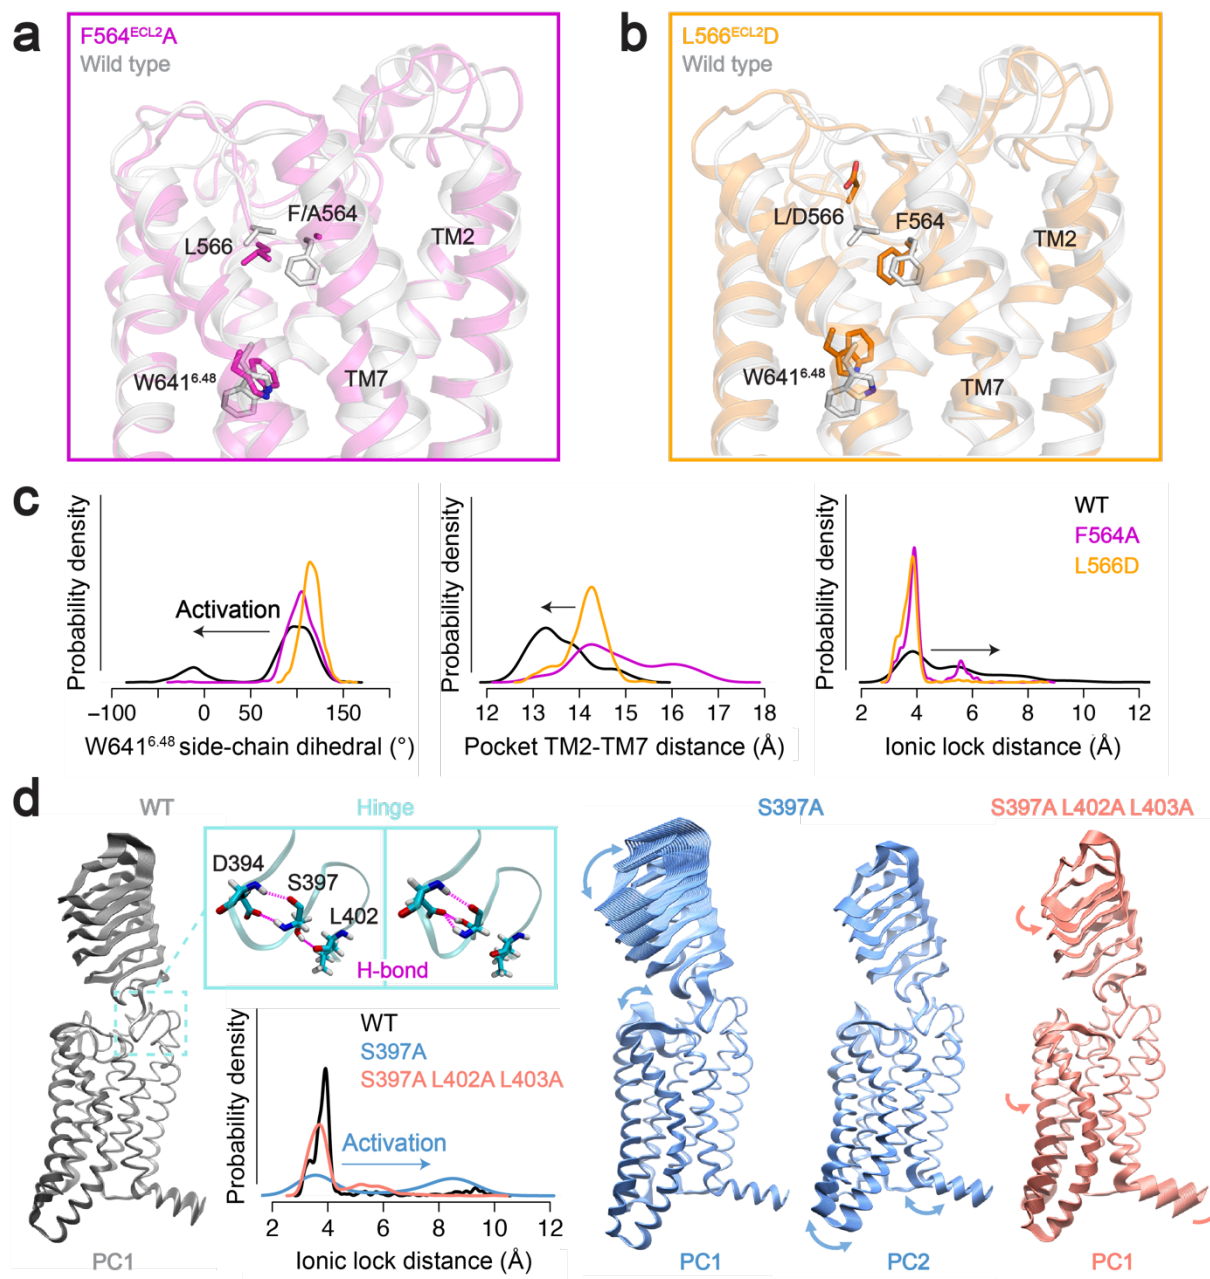 a
F564ᴱᶜᴸ²A
Wild type
L566
F/A564
TM2
W641⁶·⁴⁸
TM7
b
L566ᴱᶜᴸ²D
Wild type
L/D566
F564
TM2
W641⁶·⁴⁸
TM7
c
Probability density
Activation
−100 0 50 150
W641⁶·⁴⁸ side-chain dihedral (°)
Probability density
12 13 14 15 16 17 18
Pocket TM2-TM7 distance (Å)
Probability density
WT
F564A
L566D
2 4 6 8 10 12
Ionic lock distance (Å)
d
WT
Hinge
D394
S397
L402
H-bond
Probability density
WT
S397A
S397A L402A L403A
Activation
2 4 6 8 10 12
Ionic lock distance (Å)
PC1
S397A
PC1
PC2
S397A L402A L403A
PC1